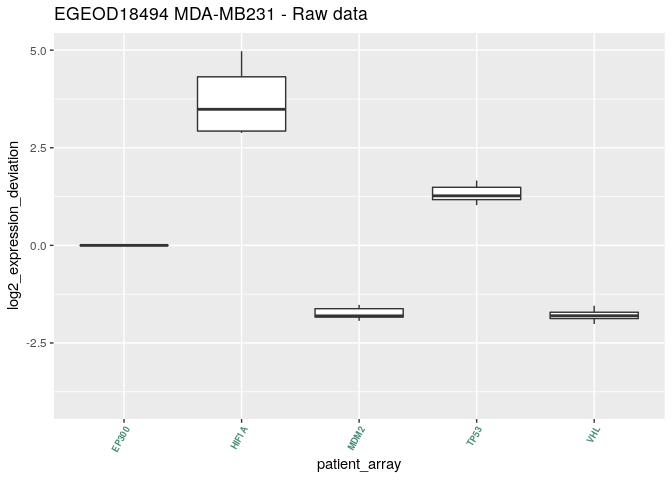 EGEOD18494 MDA-MB231 - Raw data
log2_expression_deviation
5.0
2.5
0.0
-2.5
EP300
HIF1A
MDM2
TP53
VHL
patient_array